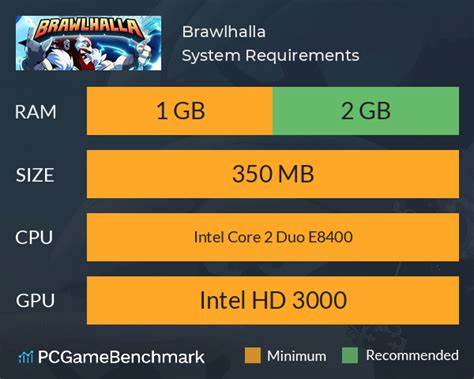 BRAWLHALLA
Brawlhalla
System Requirements
RAM
1 GB
2 GB
SIZE
350 MB
CPU
Intel Core 2 Duo E8400
GPU
Intel HD 3000
PCGameBenchmark
Minimum
Recommended